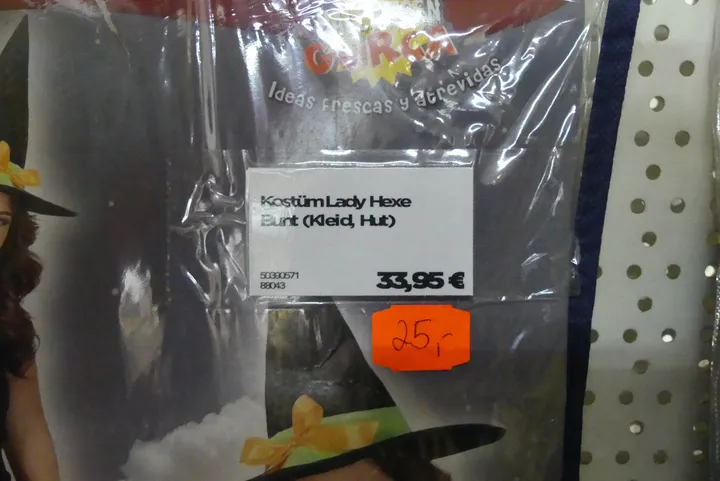 Ideas frescas y atrevidas
Kostüm Lady Hexe
Bunt (Kleid, Hut)
50390571
88043
33,95 €
25,-